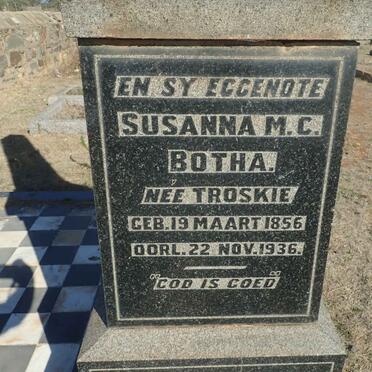 EN SY EGGENOTE
SUSANNA M.C.
BOTHA.
NEE TROSKIE
GEB. 19 MAART 1856
OORL. 22 NOV. 1936.
"GOD IS GOED"